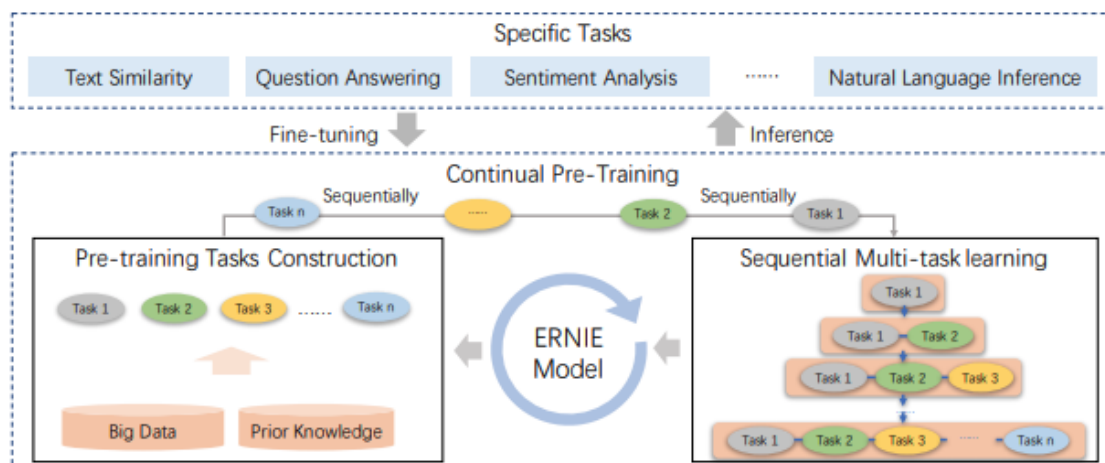 Specific Tasks
Text Similarity
Question Answering
Sentiment Analysis
......
Natural Language Inference
Fine-tuning
Inference
Continual Pre-Training
Sequentially
Sequentially
Task n
......
Task 2
Task 1
Pre-training Tasks Construction
Task 1
Task 2
Task 3
.......
Task n
Big Data
Prior Knowledge
ERNIE
Model
Sequential Multi-task learning
Task 1
Task 1
Task 2
Task 1
Task 2
Task 3
......
Task 1
Task 2
Task 3
......
Task n